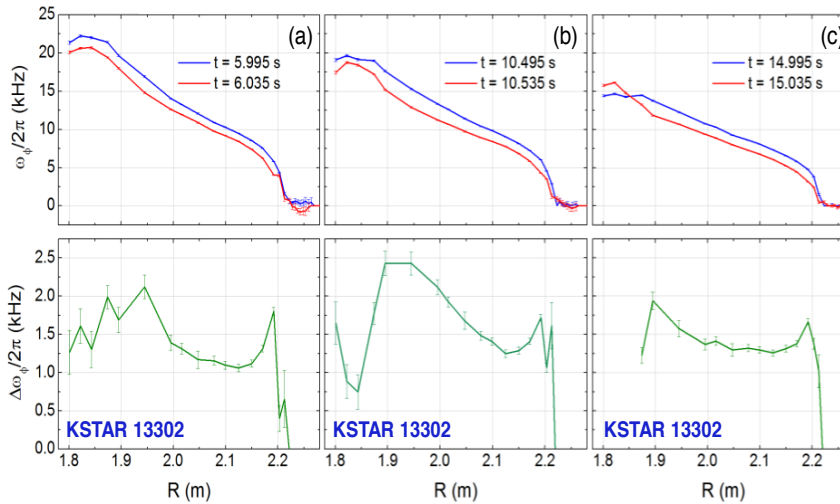 25
20
15
10
5
0
ω_ϕ/2π (kHz)
(a)
t = 5.995 s
t = 6.035 s
(b)
t = 10.495 s
t = 10.535 s
(c)
t = 14.995 s
t = 15.035 s
2.5
2.0
1.5
1.0
0.5
0.0
Δω_ϕ/2π (kHz)
KSTAR 13302
KSTAR 13302
KSTAR 13302
1.8 1.9 2.0 2.1 2.2
1.8 1.9 2.0 2.1 2.2
1.8 1.9 2.0 2.1 2.2
R (m)
R (m)
R (m)